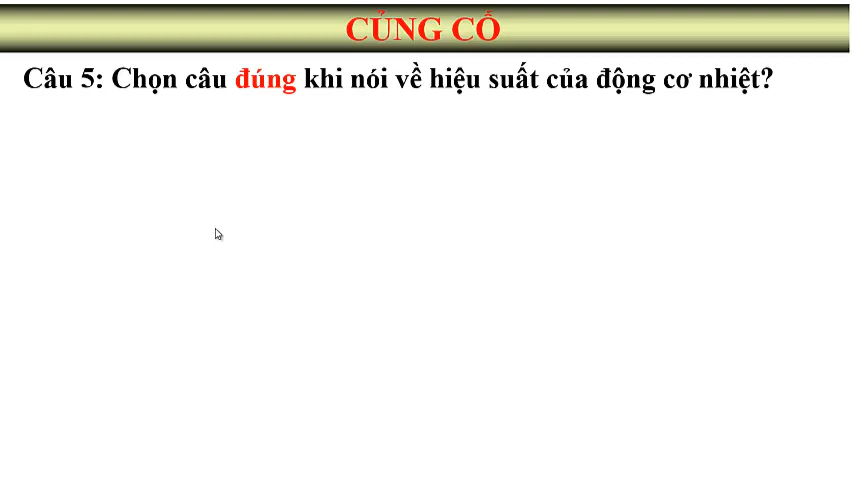 CỦNG CỐ
Câu 5: Chọn câu đúng khi nói về hiệu suất của động cơ nhiệt?